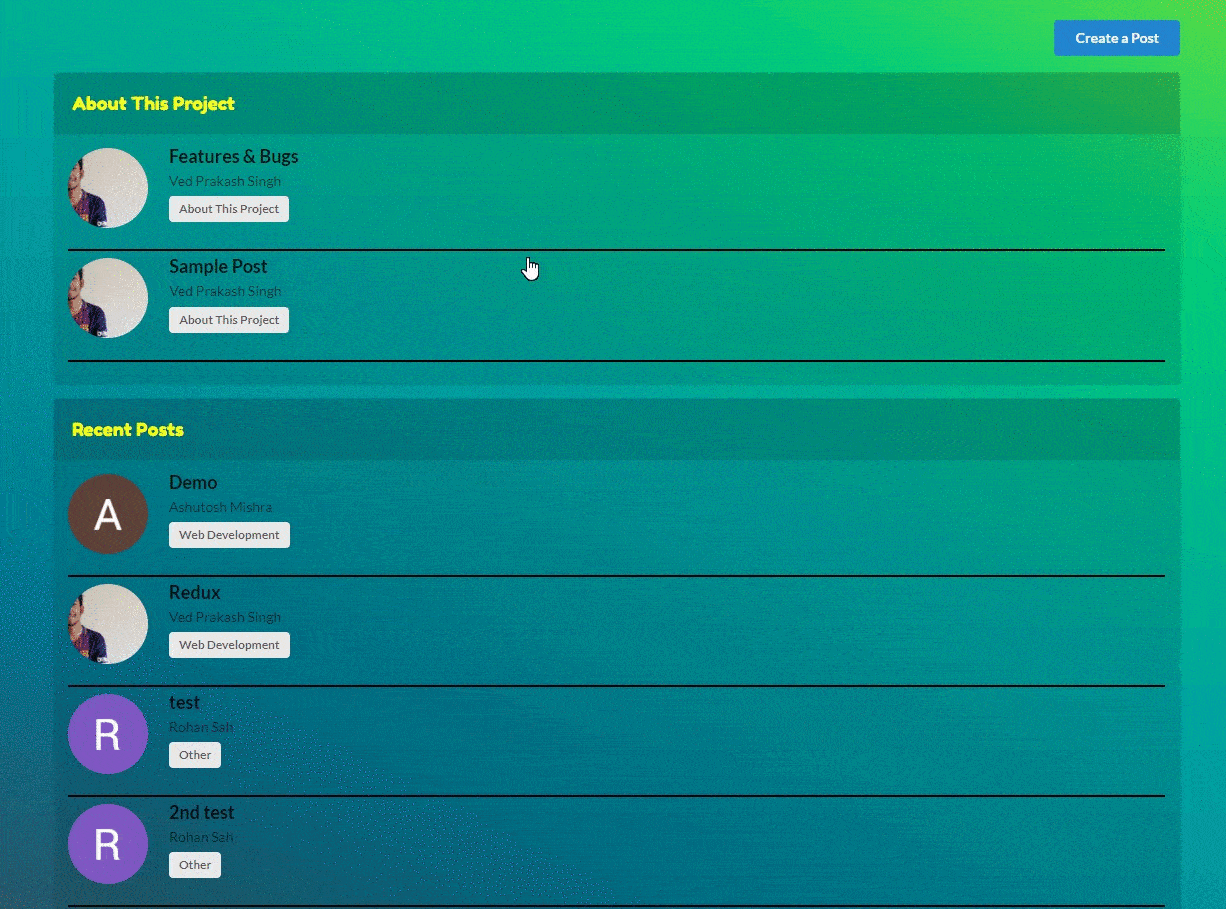 Create a Post
About This Project
Features & Bugs
Ved Prakash Singh
About This Project
Sample Post
Ved Prakash Singh
About This Project
Recent Posts
A
Demo
Ashutosh Mishra
Web Development
Redux
Ved Prakash Singh
Web Development
R
test
Rohan Sah
Other
R
2nd test
Rohan Sah
Other